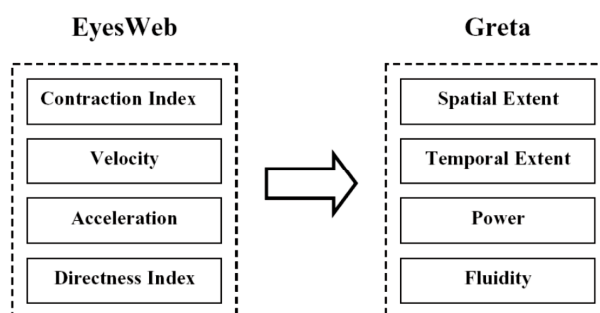 EyesWeb
Contraction Index
Velocity
Acceleration
Directness Index
Greta
Spatial Extent
Temporal Extent
Power
Fluidity